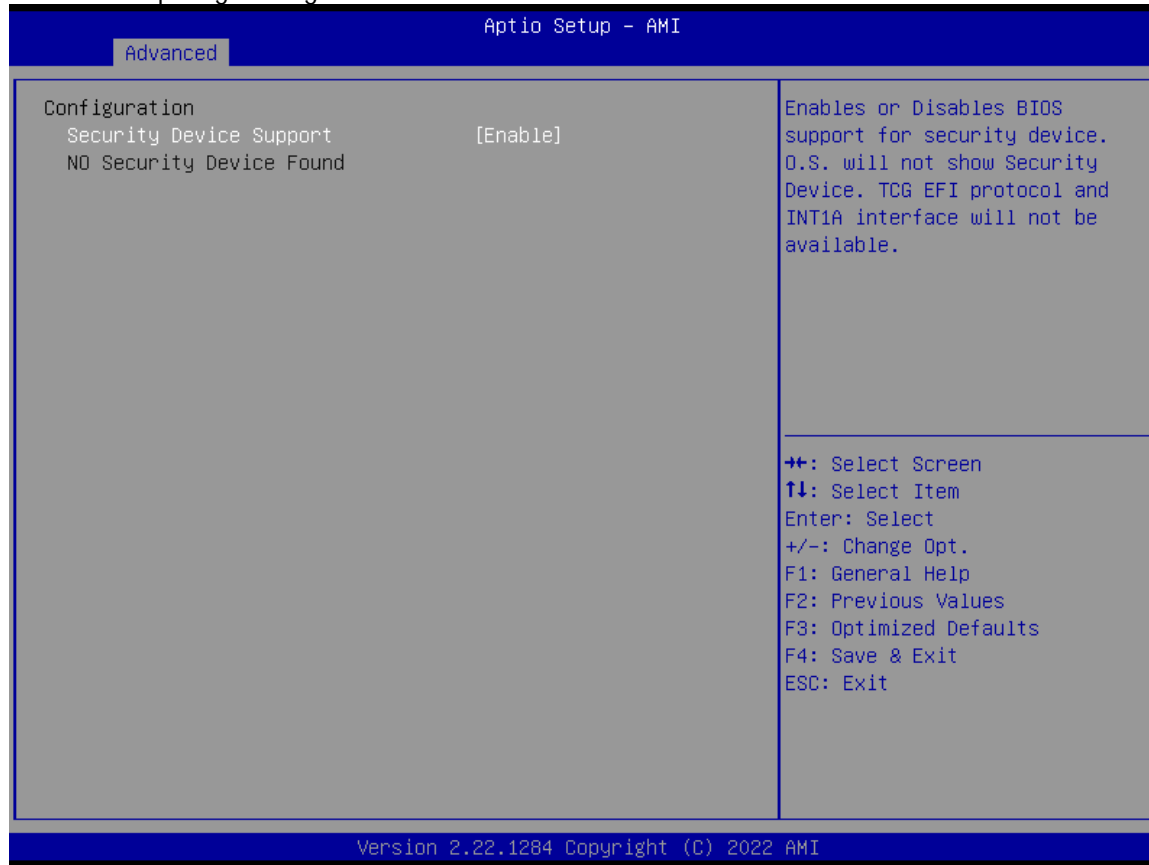 Aptio Setup - AMI
Advanced
Configuration
Security Device Support [Enable]
NO Security Device Found
Enables or Disables BIOS
support for security device.
O.S. will not show Security
Device. TCG EFI protocol and
INT1A interface will not be
available.
→←: Select Screen
↑↓: Select Item
Enter: Select
+/-: Change Opt.
F1: General Help
F2: Previous Values
F3: Optimized Defaults
F4: Save & Exit
ESC: Exit
Version 2.22.1284 Copyright (C) 2022 AMI